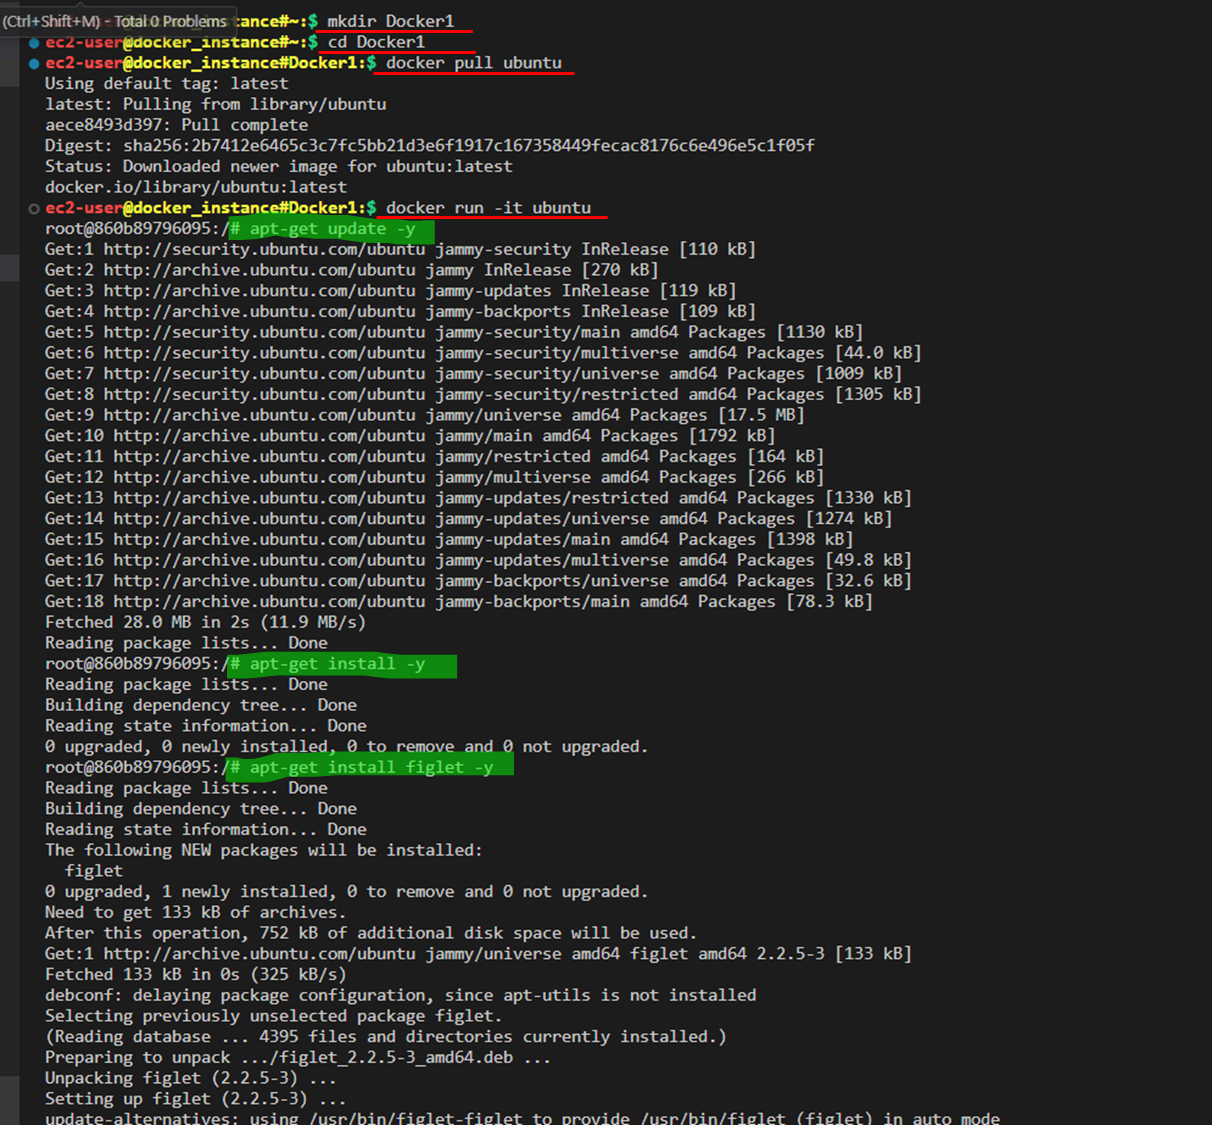 (Ctrl+Shift+M) - Total 0 Problems stance#~:$ mkdir Docker1
ec2-user@docker_instance#~:$ cd Docker1
ec2-user@docker_instance#Docker1:$ docker pull ubuntu
Using default tag: latest
latest: Pulling from library/ubuntu
aece8493d397: Pull complete
Digest: sha256:2b7412e6465c3c7fc5bb21d3e6f1917c167358449fecac8176c6e496e5c1f05f
Status: Downloaded newer image for ubuntu:latest
docker.io/library/ubuntu:latest
ec2-user@docker_instance#Docker1:$ docker run -it ubuntu
root@860b89796095:/# apt-get update -y
Get:1 http://security.ubuntu.com/ubuntu jammy-security InRelease [110 kB]
Get:2 http://archive.ubuntu.com/ubuntu jammy InRelease [270 kB]
Get:3 http://archive.ubuntu.com/ubuntu jammy-updates InRelease [119 kB]
Get:4 http://archive.ubuntu.com/ubuntu jammy-backports InRelease [109 kB]
Get:5 http://security.ubuntu.com/ubuntu jammy-security/main amd64 Packages [1130 kB]
Get:6 http://security.ubuntu.com/ubuntu jammy-security/multiverse amd64 Packages [44.0 kB]
Get:7 http://security.ubuntu.com/ubuntu jammy-security/universe amd64 Packages [1009 kB]
Get:8 http://security.ubuntu.com/ubuntu jammy-security/restricted amd64 Packages [1305 kB]
Get:9 http://archive.ubuntu.com/ubuntu jammy/universe amd64 Packages [17.5 MB]
Get:10 http://archive.ubuntu.com/ubuntu jammy/main amd64 Packages [1792 kB]
Get:11 http://archive.ubuntu.com/ubuntu jammy/restricted amd64 Packages [164 kB]
Get:12 http://archive.ubuntu.com/ubuntu jammy/multiverse amd64 Packages [266 kB]
Get:13 http://archive.ubuntu.com/ubuntu jammy-updates/restricted amd64 Packages [1330 kB]
Get:14 http://archive.ubuntu.com/ubuntu jammy-updates/universe amd64 Packages [1274 kB]
Get:15 http://archive.ubuntu.com/ubuntu jammy-updates/main amd64 Packages [1398 kB]
Get:16 http://archive.ubuntu.com/ubuntu jammy-updates/multiverse amd64 Packages [49.8 kB]
Get:17 http://archive.ubuntu.com/ubuntu jammy-backports/universe amd64 Packages [32.6 kB]
Get:18 http://archive.ubuntu.com/ubuntu jammy-backports/main amd64 Packages [78.3 kB]
Fetched 28.0 MB in 2s (11.9 MB/s)
Reading package lists... Done
root@860b89796095:/# apt-get install -y
Reading package lists... Done
Building dependency tree... Done
Reading state information... Done
0 upgraded, 0 newly installed, 0 to remove and 0 not upgraded.
root@860b89796095:/# apt-get install figlet -y
Reading package lists... Done
Building dependency tree... Done
Reading state information... Done
The following NEW packages will be installed:
figlet
0 upgraded, 1 newly installed, 0 to remove and 0 not upgraded.
Need to get 133 kB of archives.
After this operation, 752 kB of additional disk space will be used.
Get:1 http://archive.ubuntu.com/ubuntu jammy/universe amd64 figlet amd64 2.2.5-3 [133 kB]
Fetched 133 kB in 0s (325 kB/s)
debconf: delaying package configuration, since apt-utils is not installed
Selecting previously unselected package figlet.
(Reading database ... 4395 files and directories currently installed.)
Preparing to unpack .../figlet_2.2.5-3_amd64.deb ...
Unpacking figlet (2.2.5-3) ...
Setting up figlet (2.2.5-3) ...
update-alternatives: using /usr/bin/figlet-figlet to provide /usr/bin/figlet (figlet) in auto mode